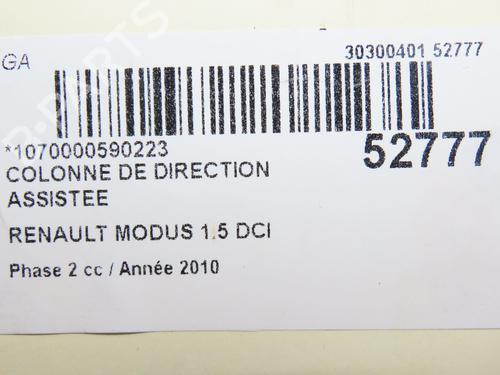 GA
30300401 52777
*1070000590223
52777
COLONNE DE DIRECTION
ASSISTEE
RENAULT MODUS 1.5 DCI
Phase 2 cc / Année 2010